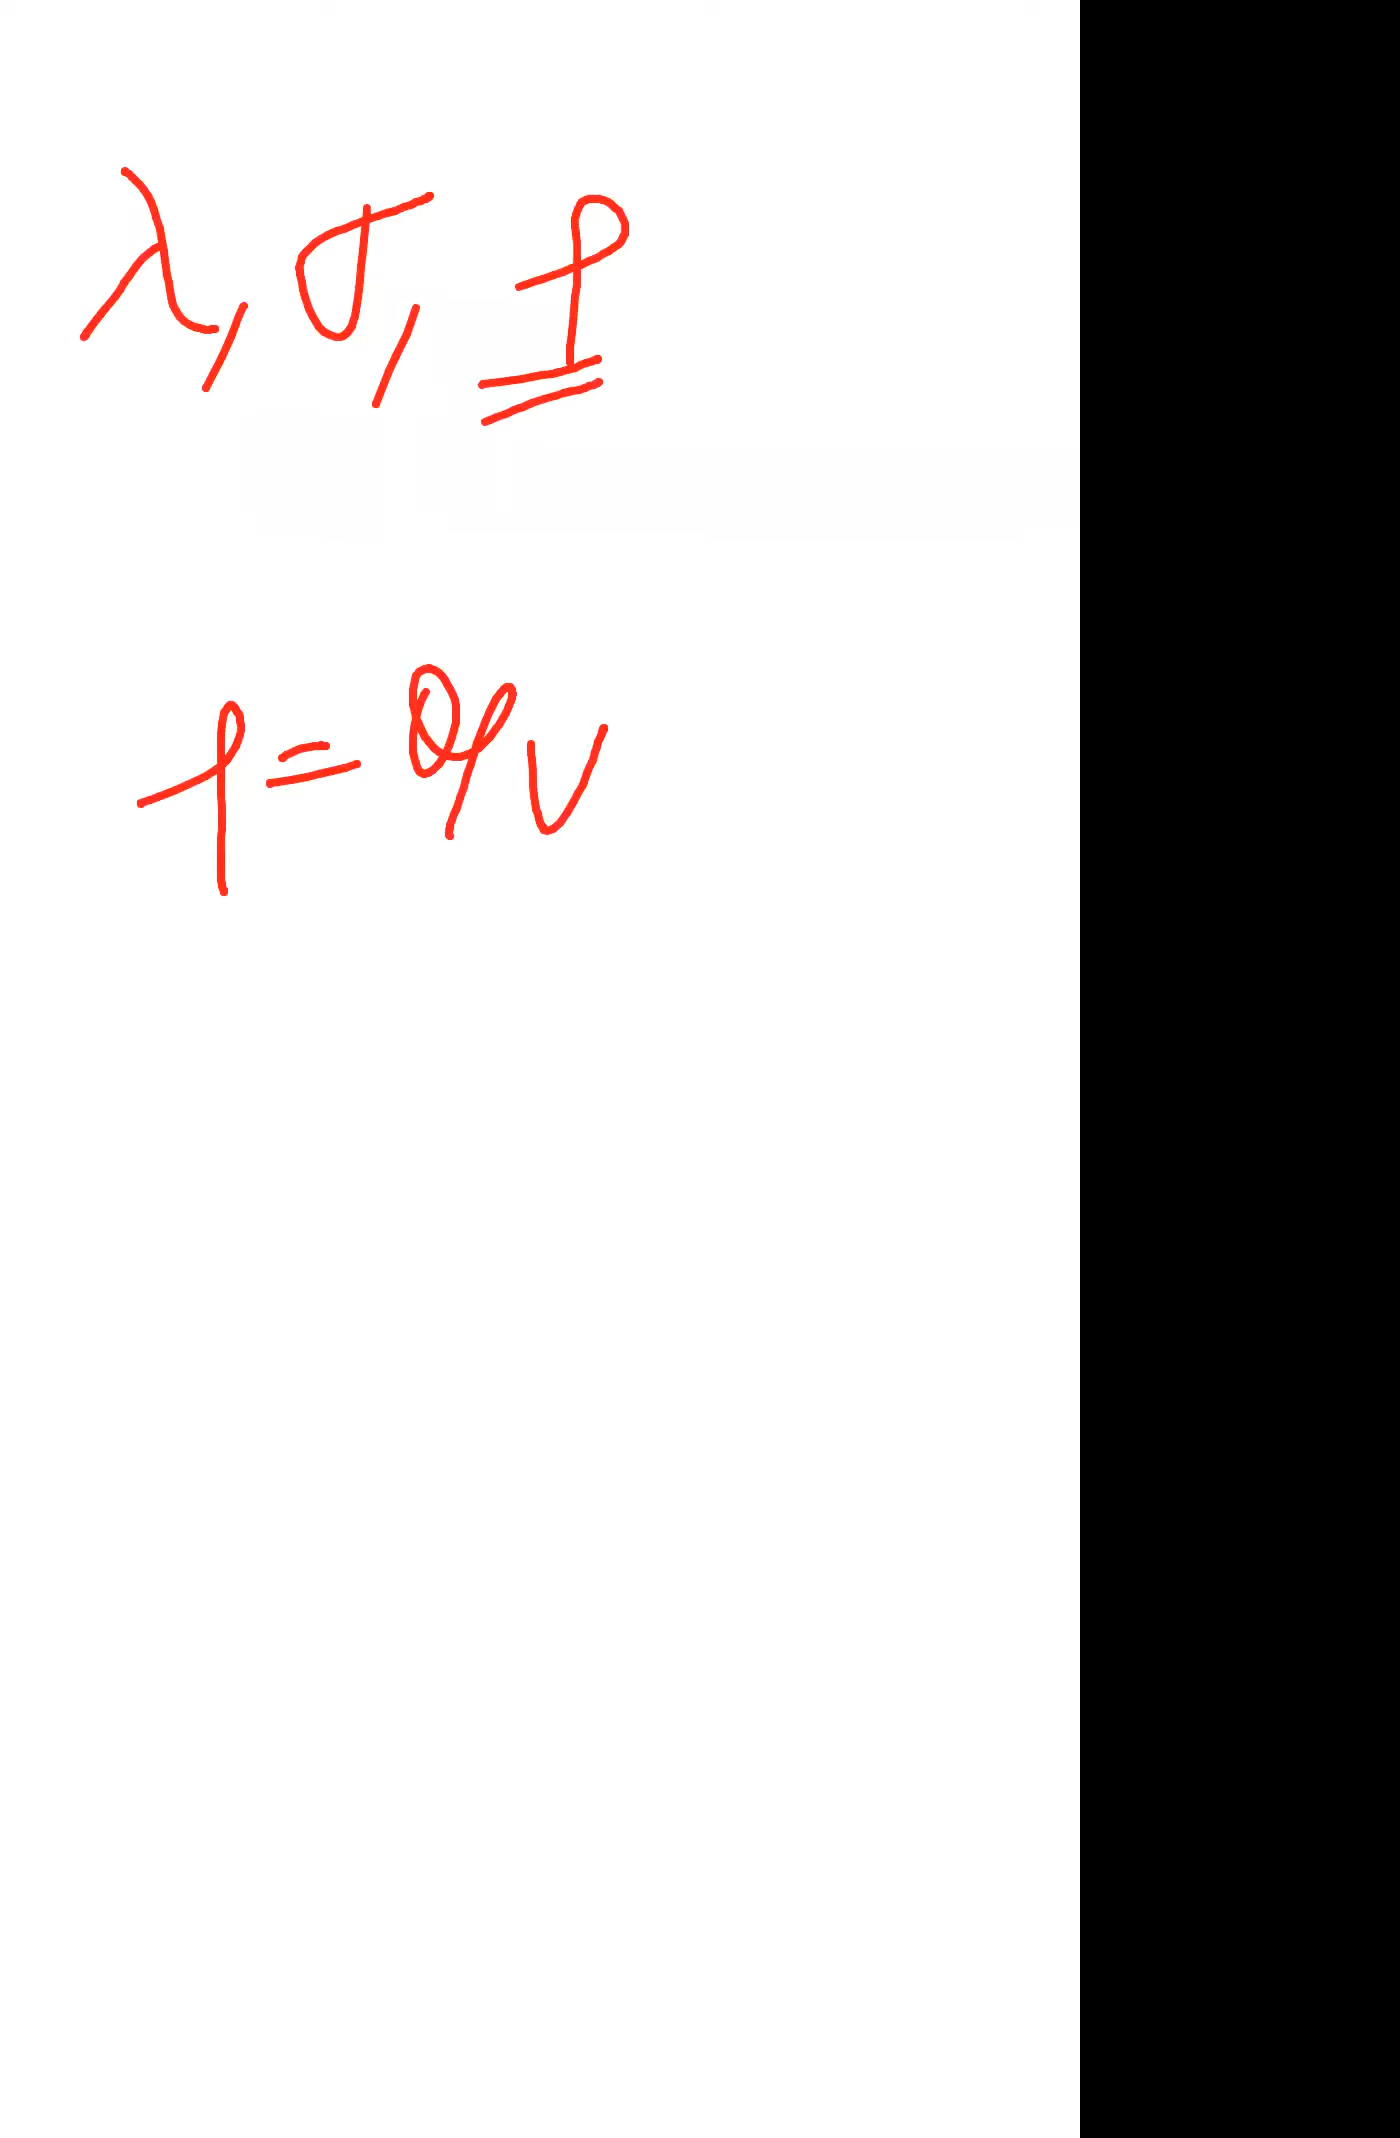 λ, σ, ρ
ρ = Q/V